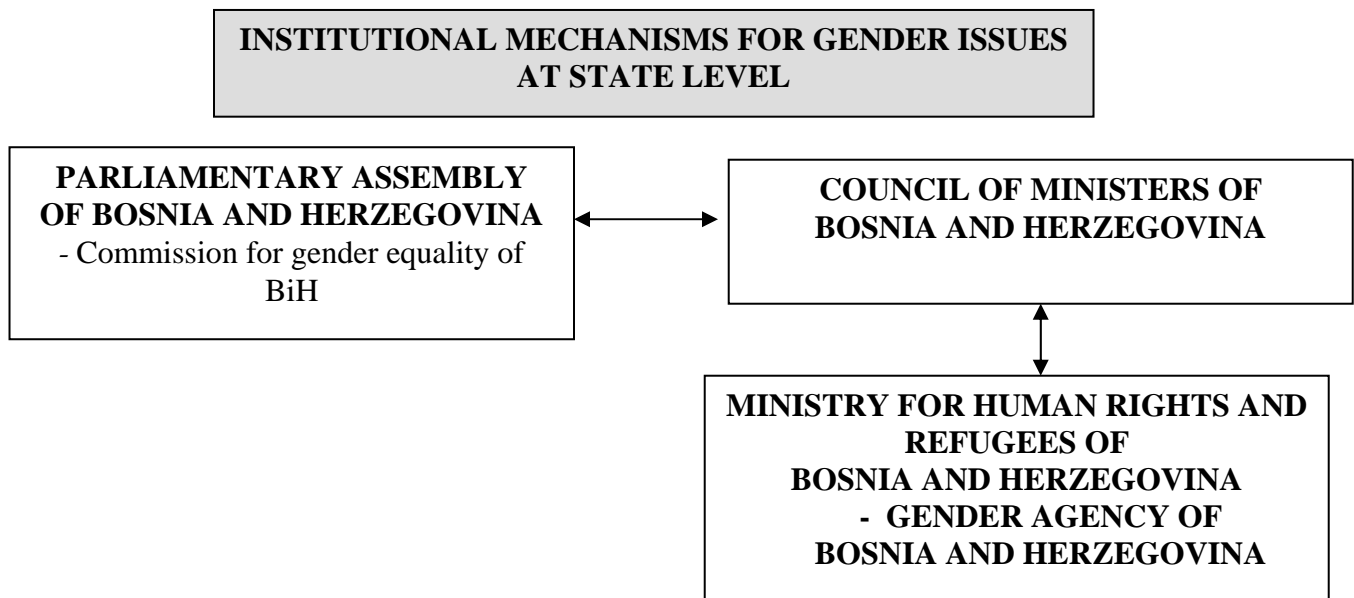 INSTITUTIONAL MECHANISMS FOR GENDER ISSUES
AT STATE LEVEL
PARLIAMENTARY ASSEMBLY
OF BOSNIA AND HERZEGOVINA
- Commission for gender equality of
BiH
COUNCIL OF MINISTERS OF
BOSNIA AND HERZEGOVINA
MINISTRY FOR HUMAN RIGHTS AND
REFUGEES OF
BOSNIA AND HERZEGOVINA
- GENDER AGENCY OF
BOSNIA AND HERZEGOVINA